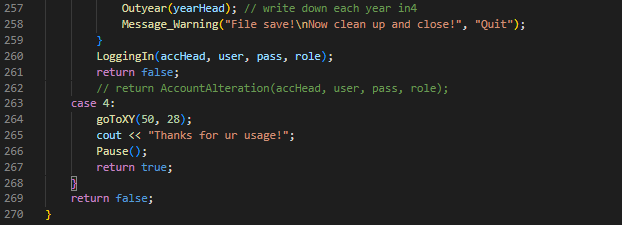 257 Outyear(yearHead); // write down each year in4
258 Message_Warning("File save!\nNow clean up and close!", "Quit");
259 }
260 LoggingIn(accHead, user, pass, role);
261 return false;
262 // return AccountAlteration(accHead, user, pass, role);
263 case 4:
264 goToXY(50, 28);
265 cout << "Thanks for ur usage!";
266 Pause();
267 return true;
268 }
269 return false;
270 }